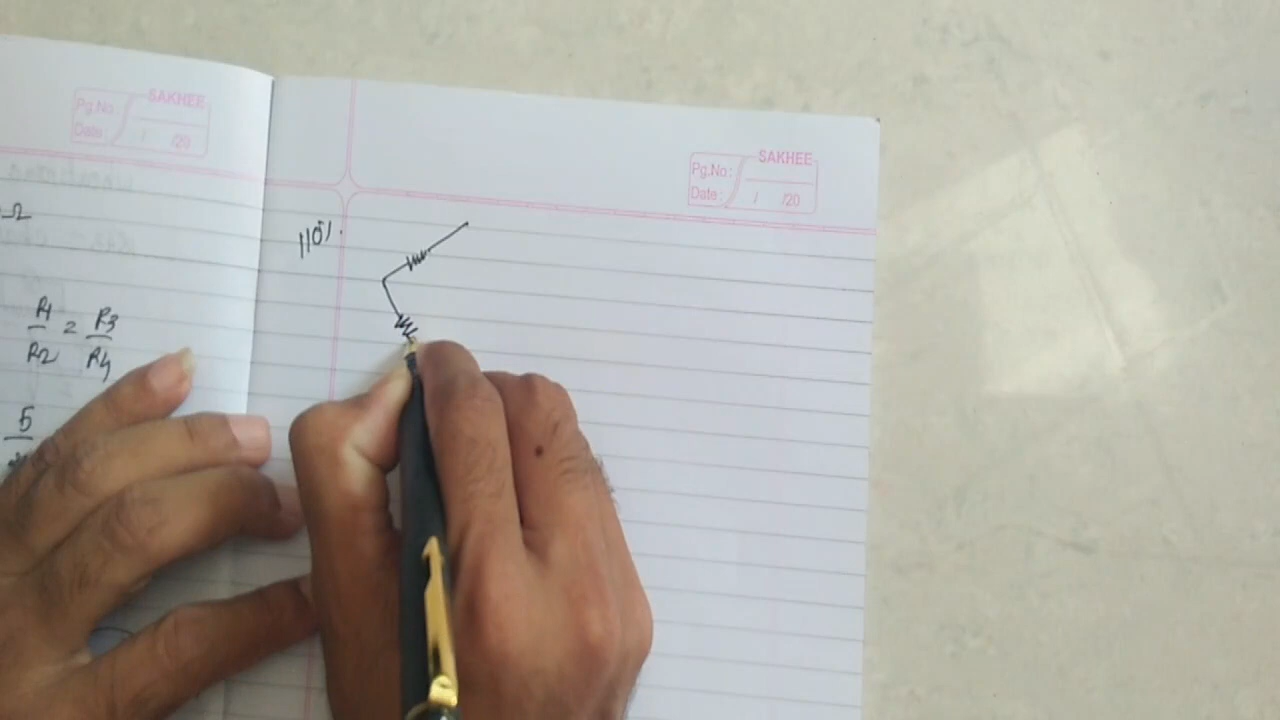 SAKHEE
Pg.No:
Date: / /20
R1/R2 = R3/R4
5
SAKHEE
Pg.No:
Date: / /20